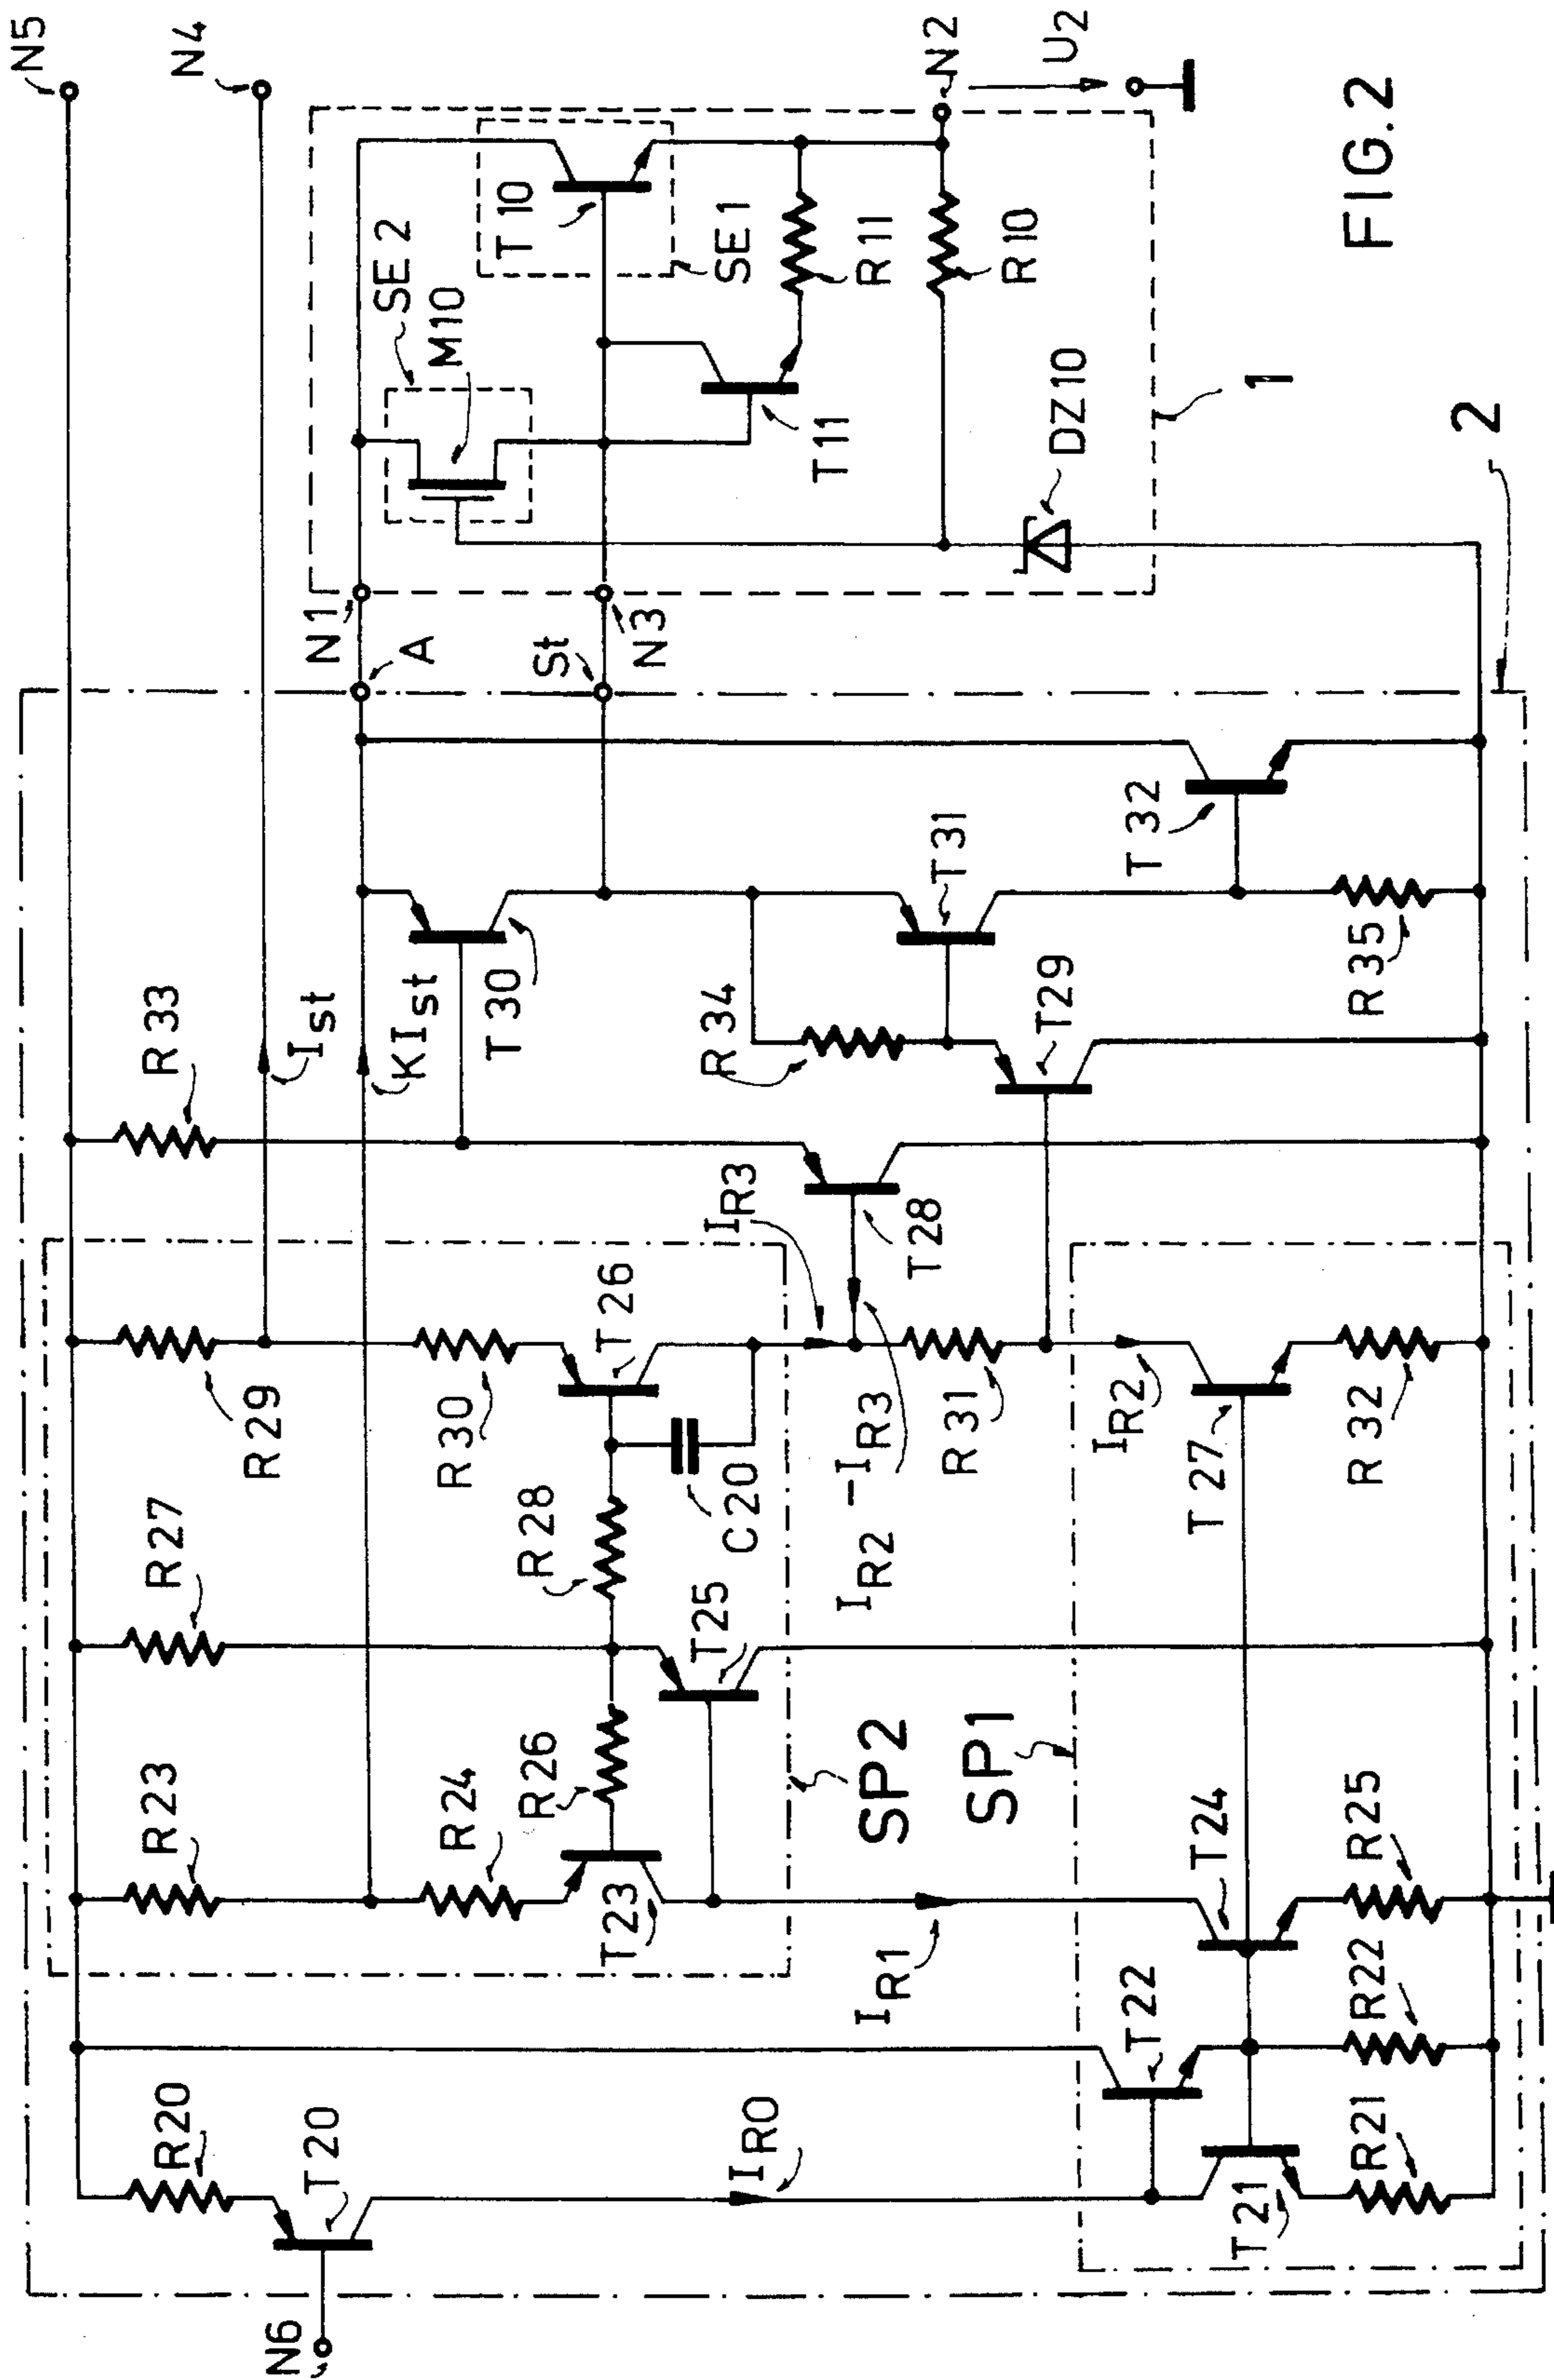 N5
N4
N2
U2
FIG.2
SE2
M10
T10
SE1
R11
R10
T11
DZ10
1
2
N1
A
St
N3
R33
Ist
KIst
T30
R34
T31
T29
T32
R35
IR3
T28
R29
R30
T26
C20
R28
R27
T25
IR2 -IR3
R31
IR2
T27
R32
R23
R24
R26
T23
SP2
SP1
IR1
T24
R25
R20
T20
IR0
T22
R22
T21
R21
N6